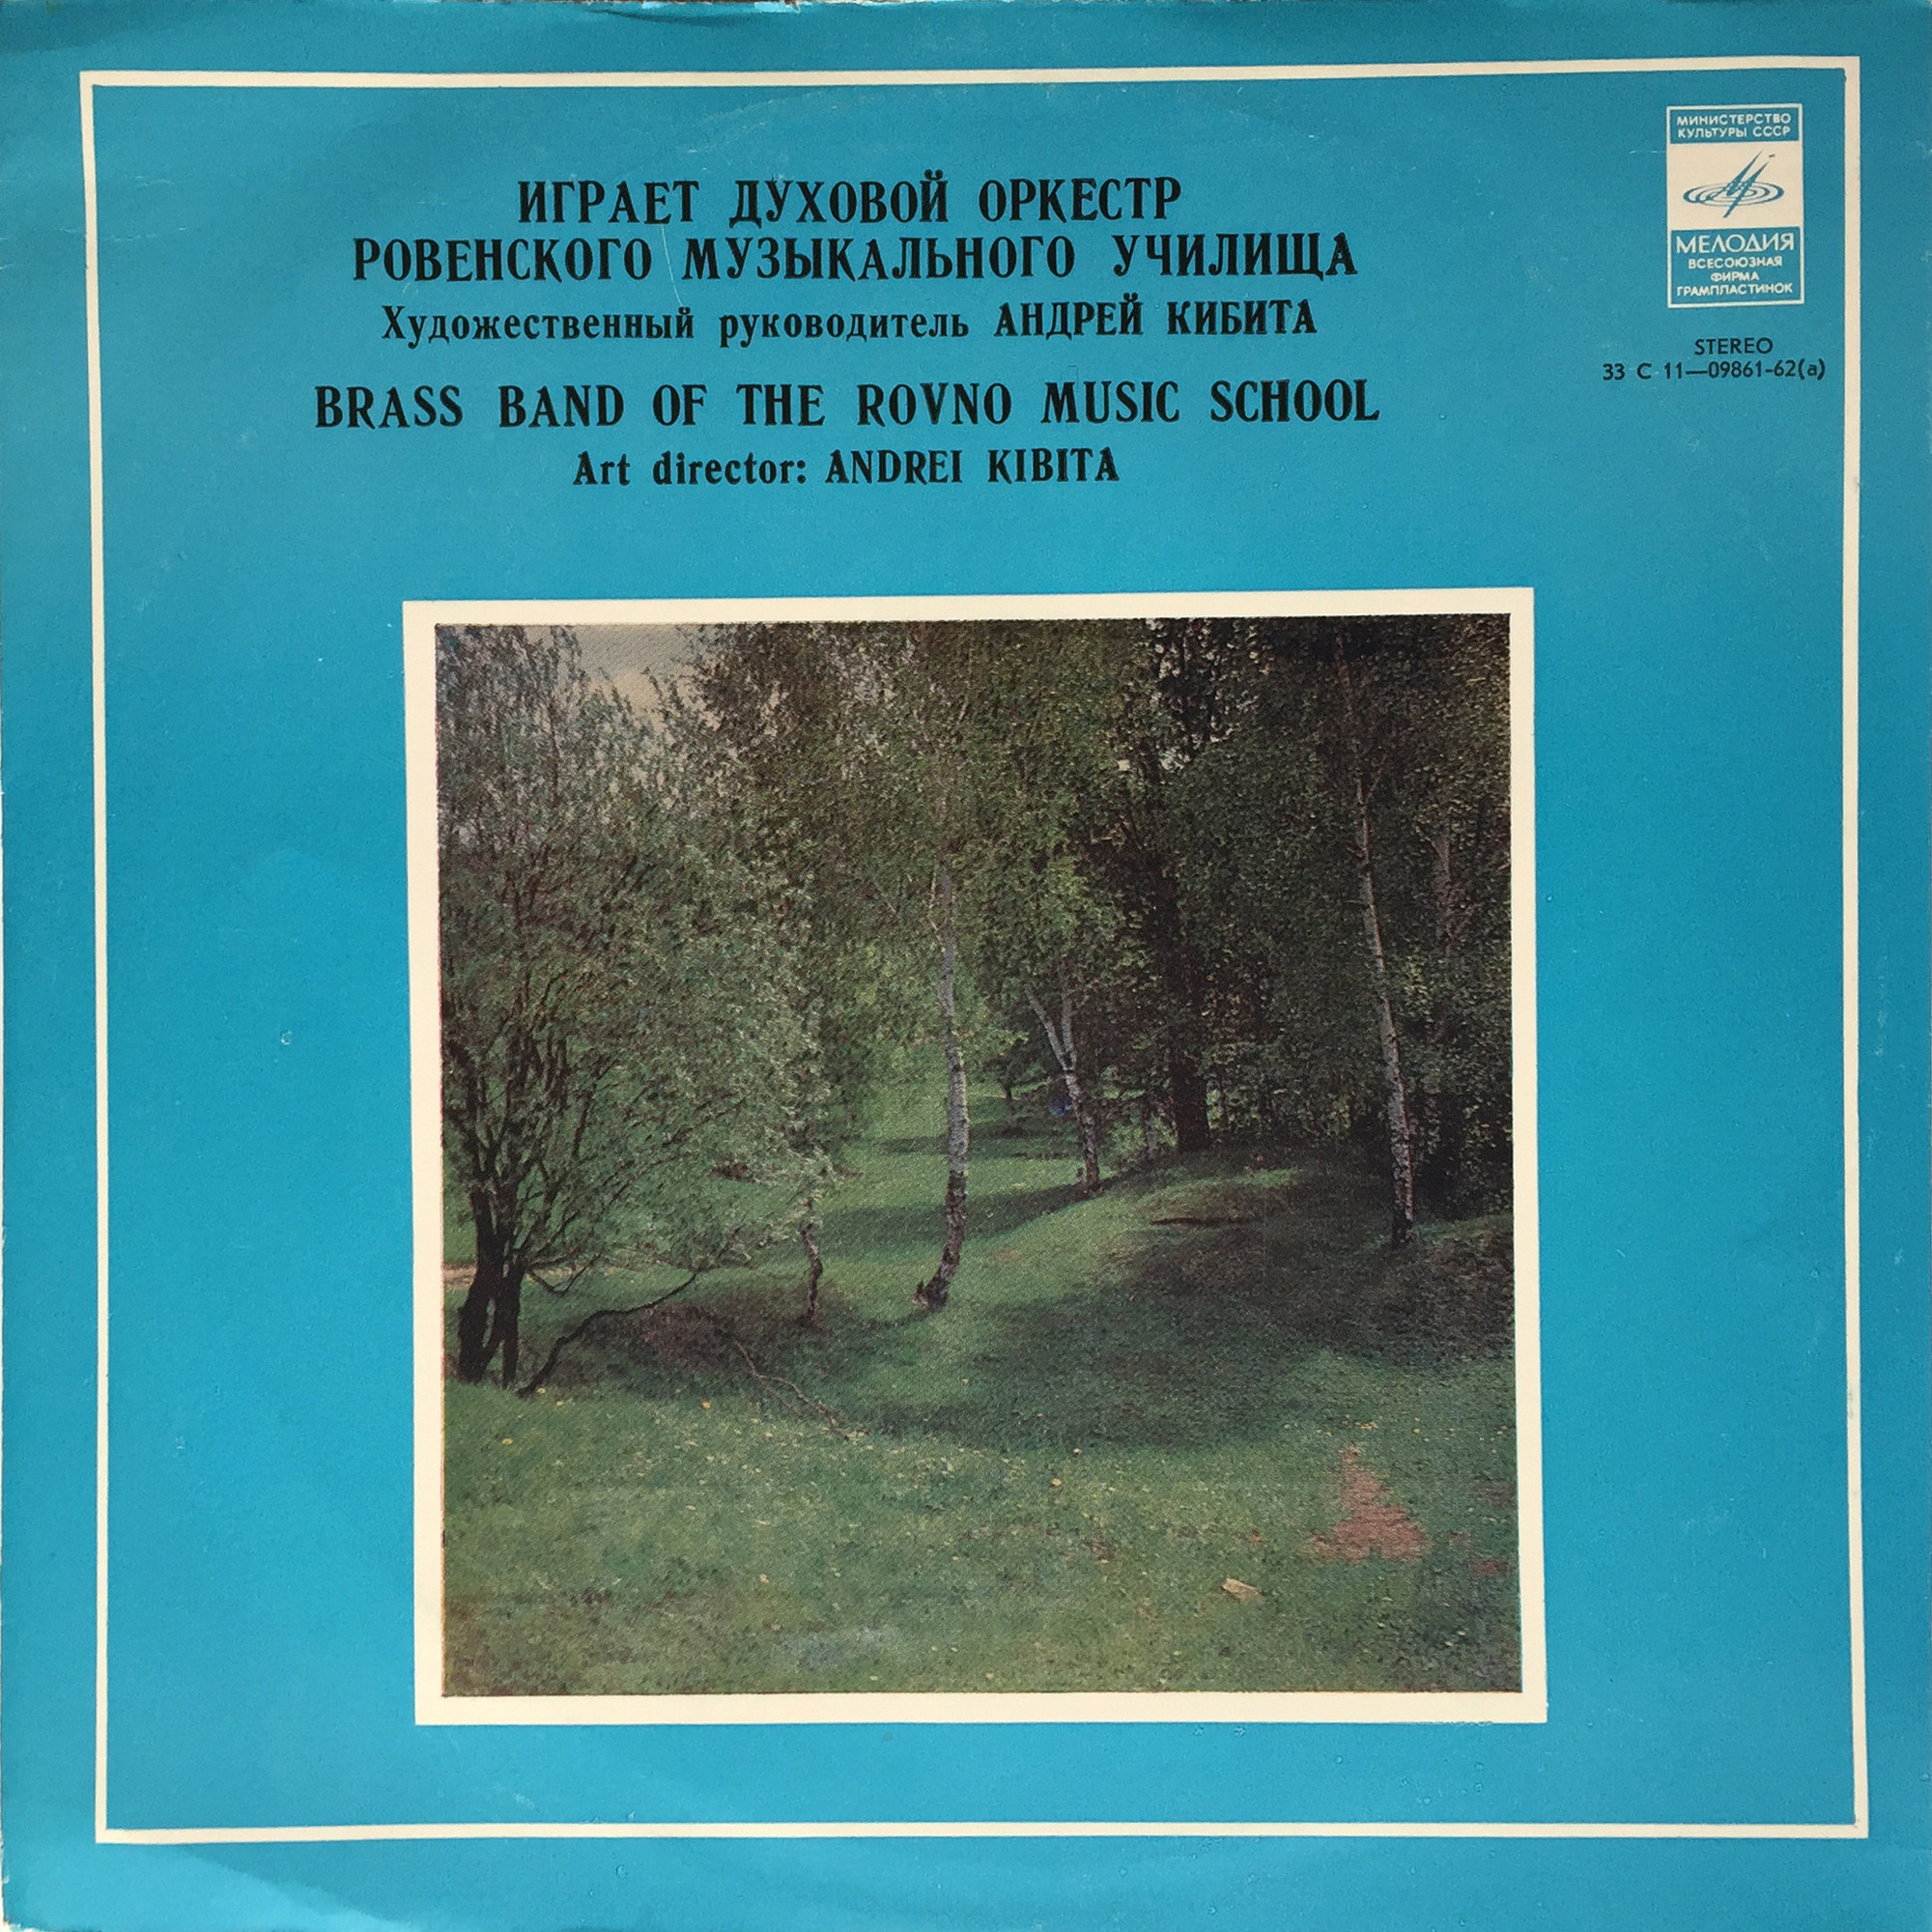 МИНИСТЕРСТВО
КУЛЬТУРЫ СССР
МЕЛОДИЯ
ВСЕСОЮЗНАЯ
ФИРМА
ГРАМПЛАСТИНОК
STEREO
33 С 11—09861-62(а)
ИГРАЕТ ДУХОВОЙ ОРКЕСТР
РОВЕНСКОГО МУЗЫКАЛЬНОГО УЧИЛИЩА
Художественный руководитель АНДРЕЙ КИБИТА
BRASS BAND OF THE ROVNO MUSIC SCHOOL
Art director: ANDREI KIBITA